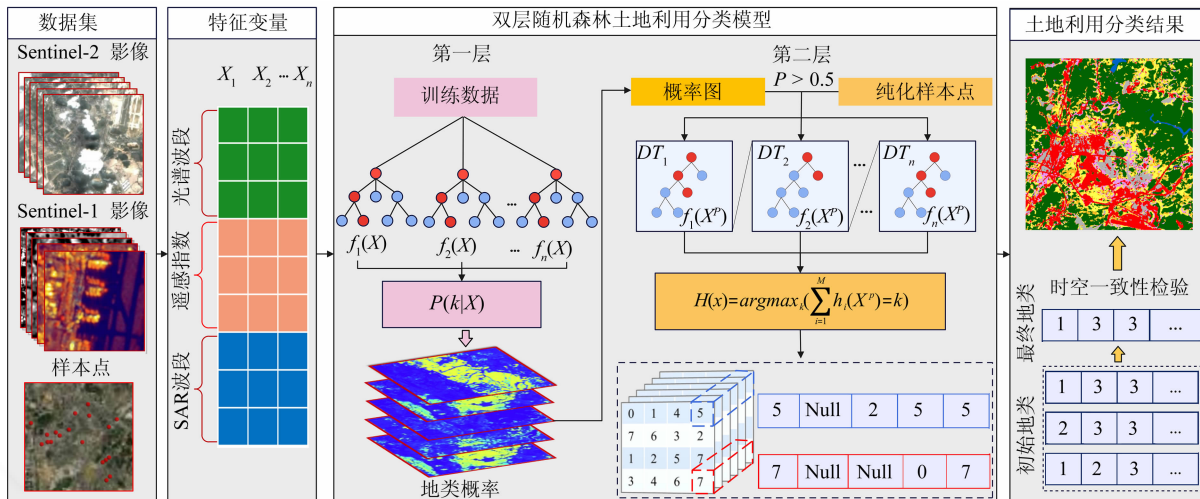 数据集
Sentinel-2 影像
Sentinel-1 影像
样本点
特征变量
X₁ X₂ ... Xₙ
光谱波段
遥感指数
SAR波段
双层随机森林土地利用分类模型
第一层
训练数据
...
f₁(X) f₂(X) ... fₙ(X)
P(k|X)
地类概率
第二层
概率图
P > 0.5
纯化样本点
DT₁ DT₂ ... DTₙ
f₁(Xᴾ) f₂(Xᴾ) ... fₙ(Xᴾ)
H(x)=argmaxₖ(∑ᵢ₌₁ᴹ hᵢ(Xᵖ)=k)
0 1 4 5
7 6 3 2
1 2 5 7
3 4 6 7
5 Null 2 5 5
7 Null Null 0 7
土地利用分类结果
时空一致性检验
最终地类
1 3 3 ...
初始地类
1 3 3 ...
2 3 3 ...
1 2 3 ...